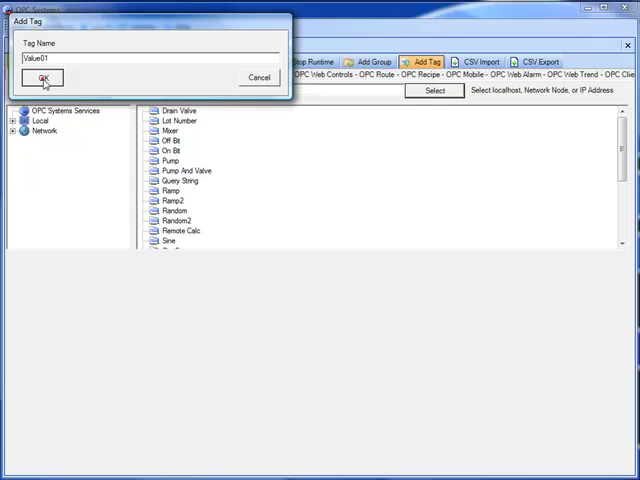 OPC Systems
Add Tag
Tag Name
Value01
OK
Cancel
Stop Runtime
Add Group
Add Tag
CSV Import
CSV Export
OPC Web Controls - OPC Route - OPC Recipe - OPC Mobile - OPC Web Alarm - OPC Web Trend - OPC Clie
Select
Select localhost, Network Node, or IP Address
OPC Systems Services
Local
Network
Drain Valve
Lot Number
Mixer
Off Bit
On Bit
Pump
Pump And Valve
Query String
Ramp
Ramp2
Random
Random2
Remote Calc
Sine